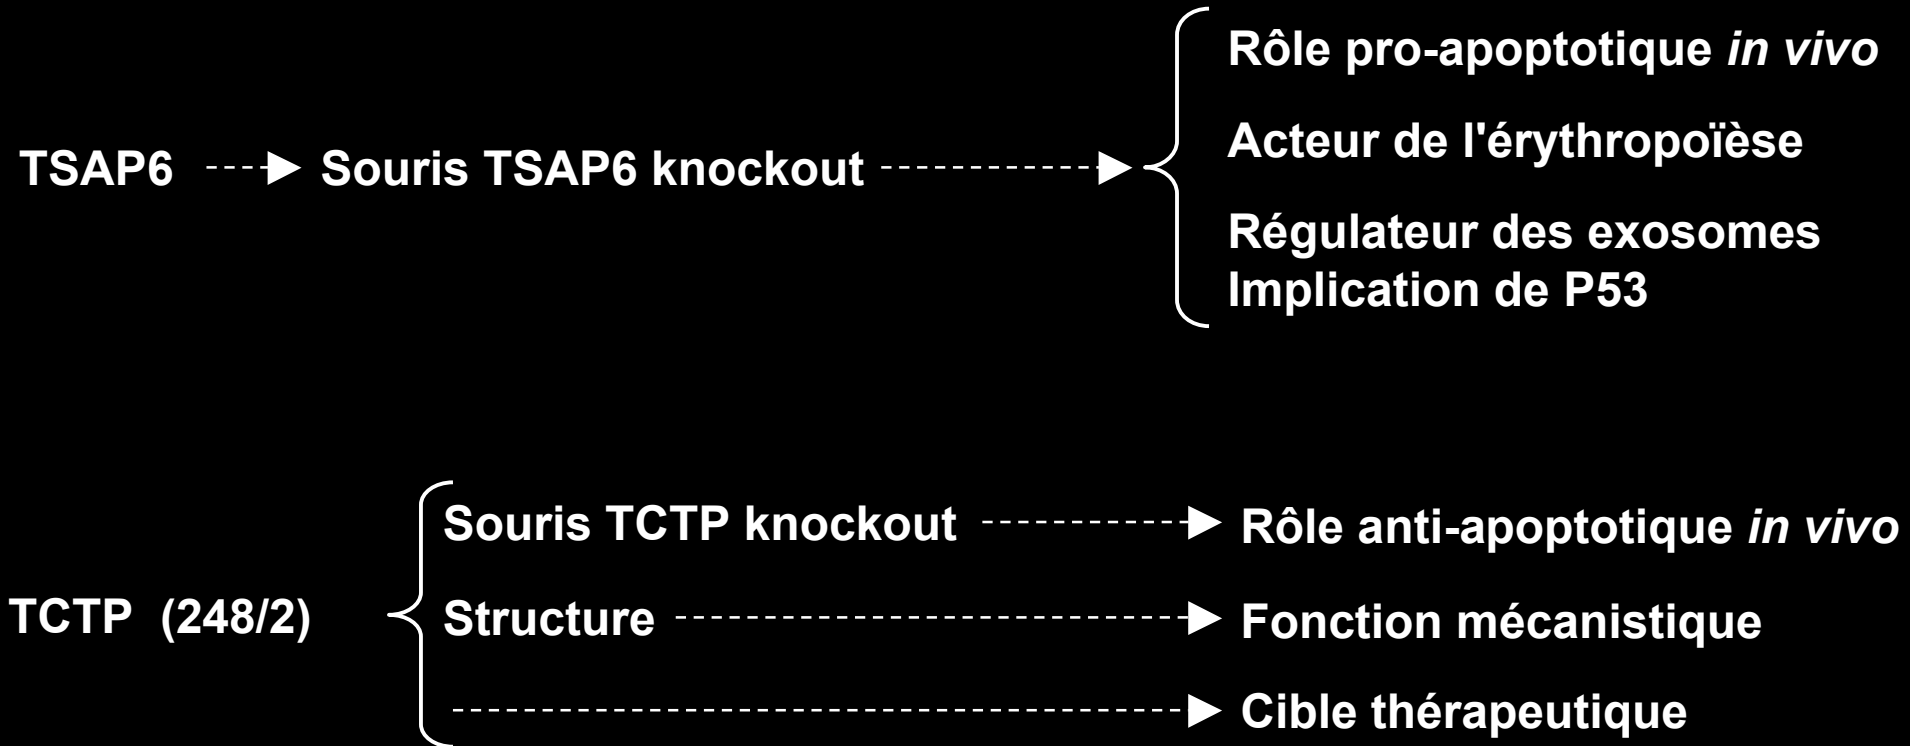 Rôle pro-apoptotique in vivo
Acteur de l'érythropoïèse
TSAP6
Souris TSAP6 knockout
Régulateur des exosomes
Implication de P53
Souris TCTP knockout
Rôle anti-apoptotique in vivo
TCTP (248/2)
Structure
Fonction mécanistique
Cible thérapeutique